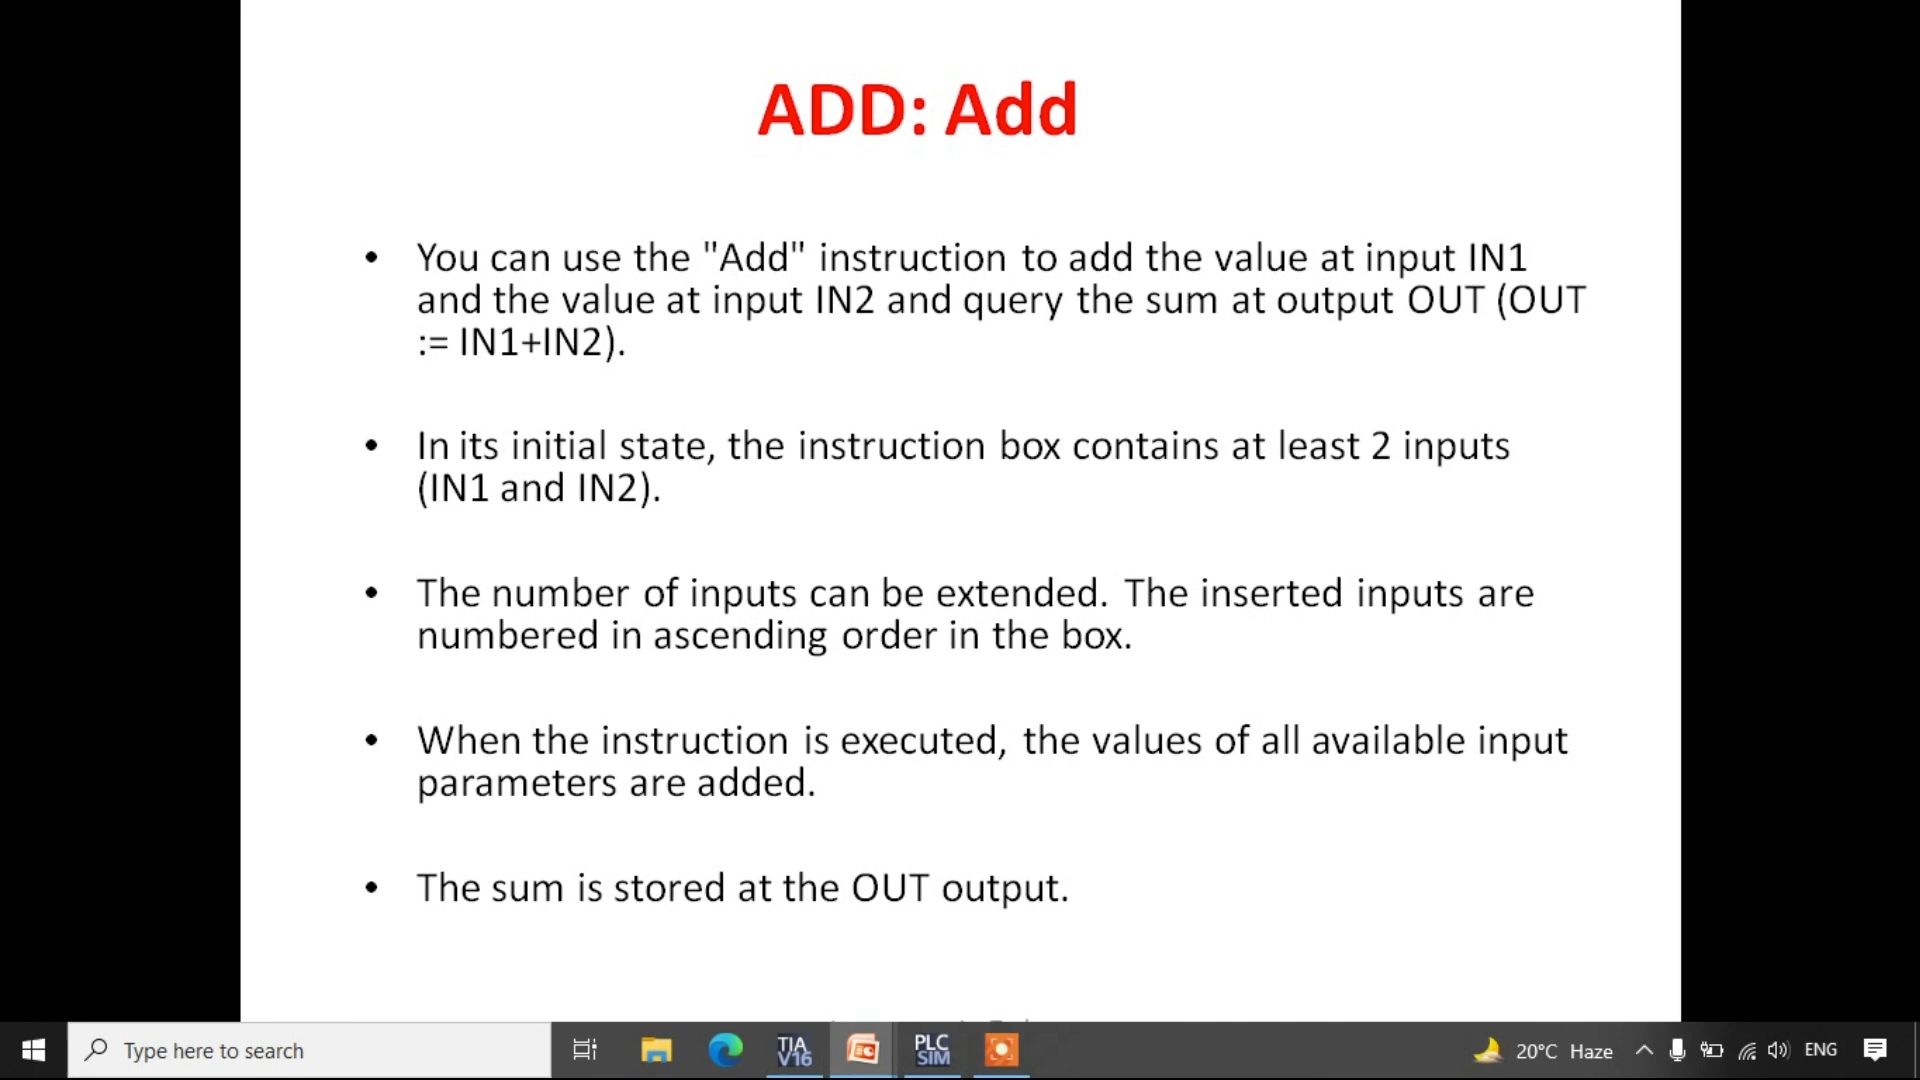 ADD: Add
• You can use the "Add" instruction to add the value at input IN1
and the value at input IN2 and query the sum at output OUT (OUT
:= IN1+IN2).
• In its initial state, the instruction box contains at least 2 inputs
(IN1 and IN2).
• The number of inputs can be extended. The inserted inputs are
numbered in ascending order in the box.
• When the instruction is executed, the values of all available input
parameters are added.
• The sum is stored at the OUT output.
Type here to search
TIA
V16
PLC
SIM
20°C Haze
ENG